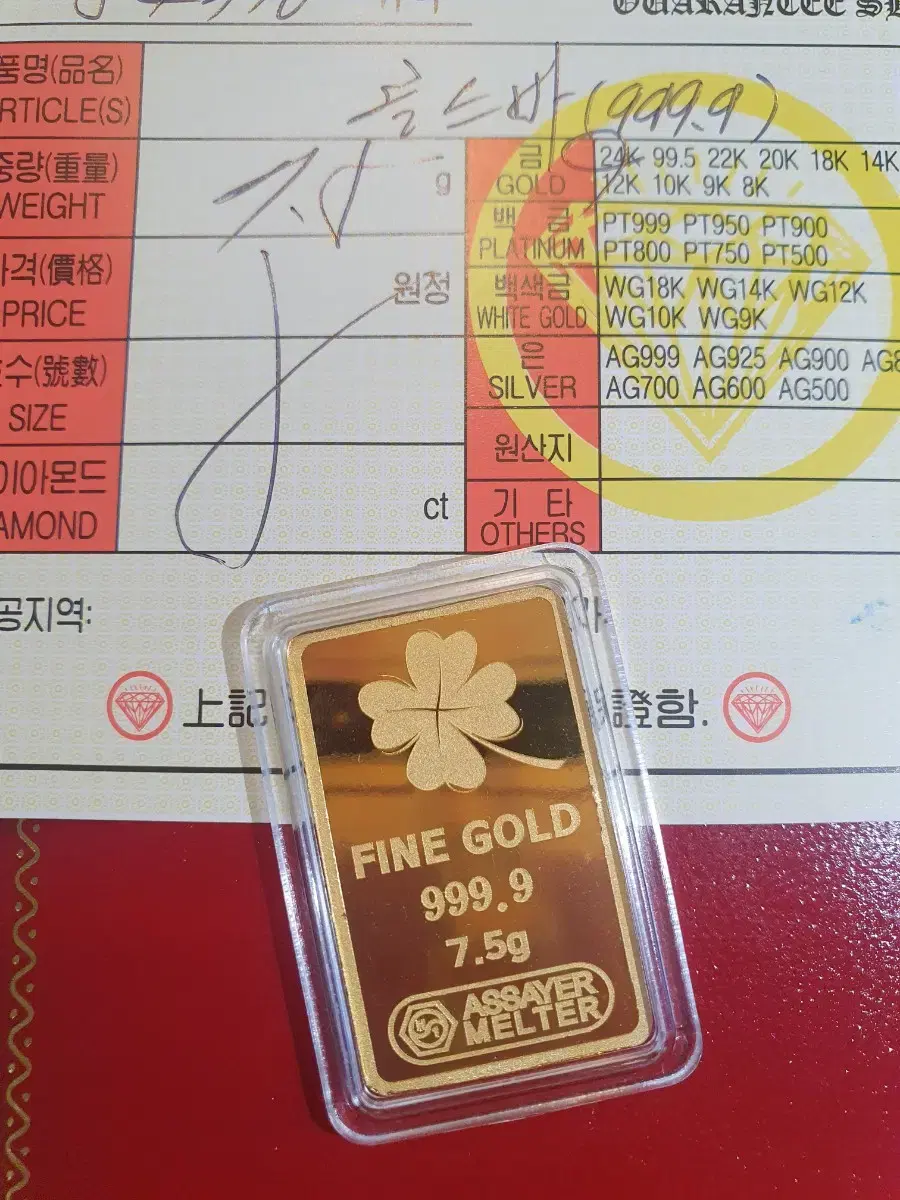 GUARANTEE
품명(品名)
RTICLE(S)
골드바(999.9)
중량(重量)
WEIGHT
7.5 g
금
GOLD
24K 99.5 22K 20K 18K 14K
12K 10K 9K 8K
백 금
PLATINUM
PT999 PT950 PT900
PT800 PT750 PT500
가격(價格)
PRICE
원정
백색금
WHITE GOLD
WG18K WG14K WG12K
WG10K WG9K
수(號數)
SIZE
은
SILVER
AG999 AG925 AG900
AG700 AG600 AG500
원산지
이아몬드
AMOND
ct
기 타
OTHERS
공지역:
上記
證함.
FINE GOLD
999.9
7.5g
ASSAYER
MELTER